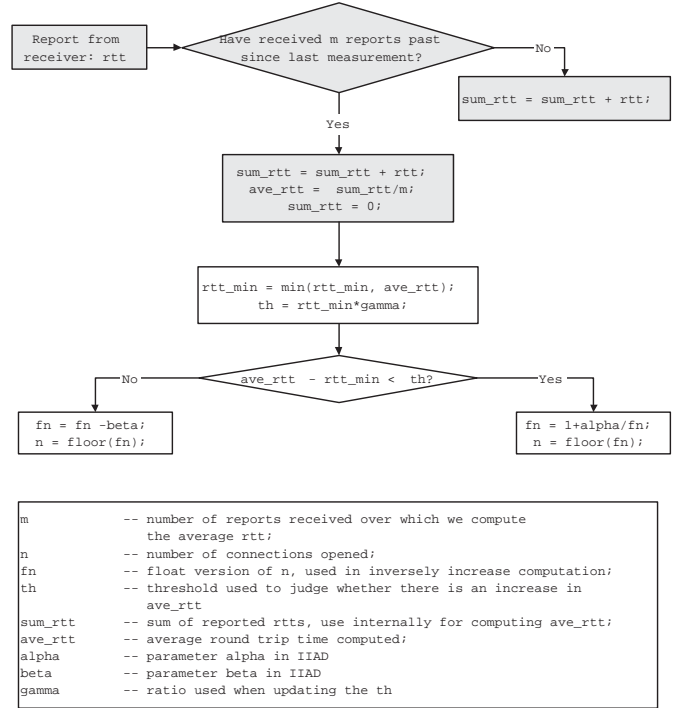 Report from
receiver: rtt
Have received m reports past
since last measurement?
No
sum_rtt = sum_rtt + rtt;
Yes
sum_rtt = sum_rtt + rtt;
ave_rtt = sum_rtt/m;
sum_rtt = 0;
rtt_min = min(rtt_min, ave_rtt);
th = rtt_min*gamma;
ave_rtt - rtt_min < th?
No
Yes
fn = fn -beta;
n = floor(fn);
fn = 1+alpha/fn;
n = floor(fn);
m -- number of reports received over which we compute
the average rtt;
n -- number of connections opened;
fn -- float version of n, used in inversely increase computation;
th -- threshold used to judge whether there is an increase in
ave_rtt
sum_rtt -- sum of reported rtts, use internally for computing ave_rtt;
ave_rtt -- average round trip time computed;
alpha -- parameter alpha in IIAD
beta -- parameter beta in IIAD
gamma -- ratio used when updating the th